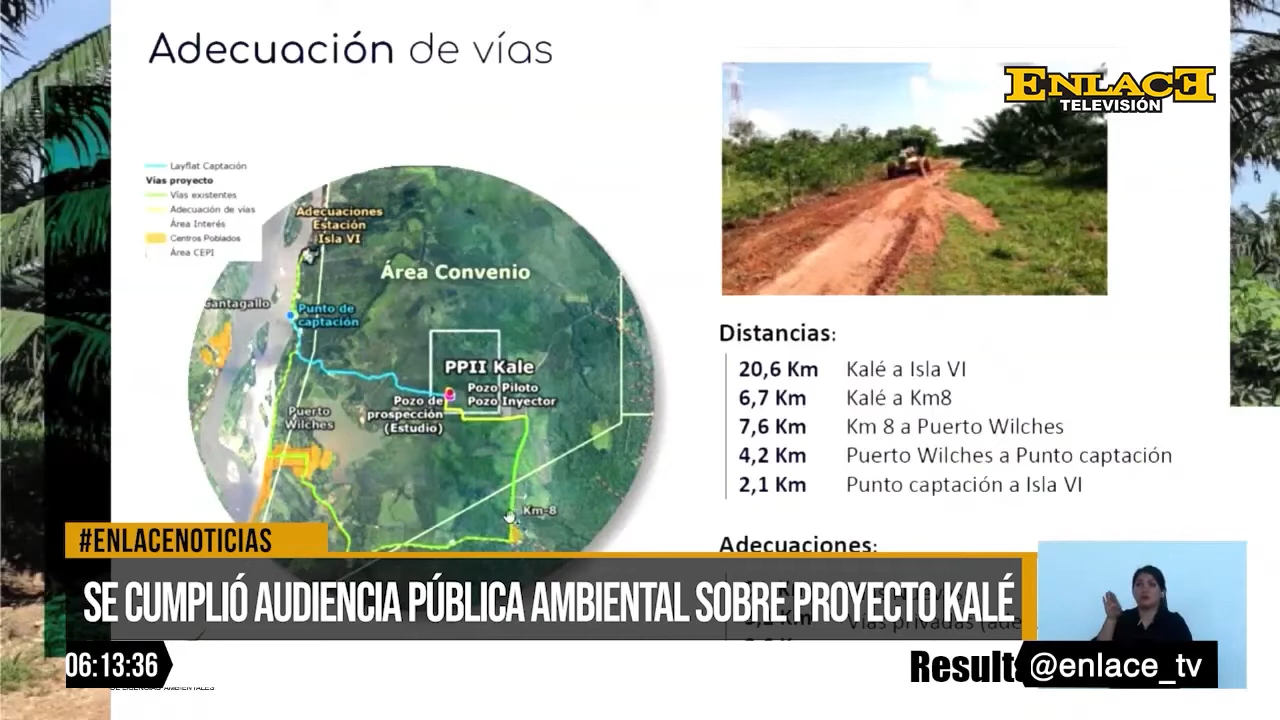 Adecuación de vías
ENLACE
TELEVISIÓN
Layflat Captación
Vías proyecto
Vías existentes
Adecuación de vías
Área Interés
Centros Poblados
Área CEPI
Adecuaciones
Estación
Isla VI
Área Convenio
Cantagallo
Punto de
captación
PPII Kale
Pozo Piloto
Pozo Inyector
Pozo de
prospección
(Estudio)
Puerto
Wilches
Km-8
Distancias:
20,6 Km Kalé a Isla VI
6,7 Km Kalé a Km8
7,6 Km Km 8 a Puerto Wilches
4,2 Km Puerto Wilches a Punto captación
2,1 Km Punto captación a Isla VI
Adecuaciones:
Vías privadas
#ENLACENOTICIAS
SE CUMPLIÓ AUDIENCIA PÚBLICA AMBIENTAL SOBRE PROYECTO KALÉ
06:13:36
Result
@enlace_tv